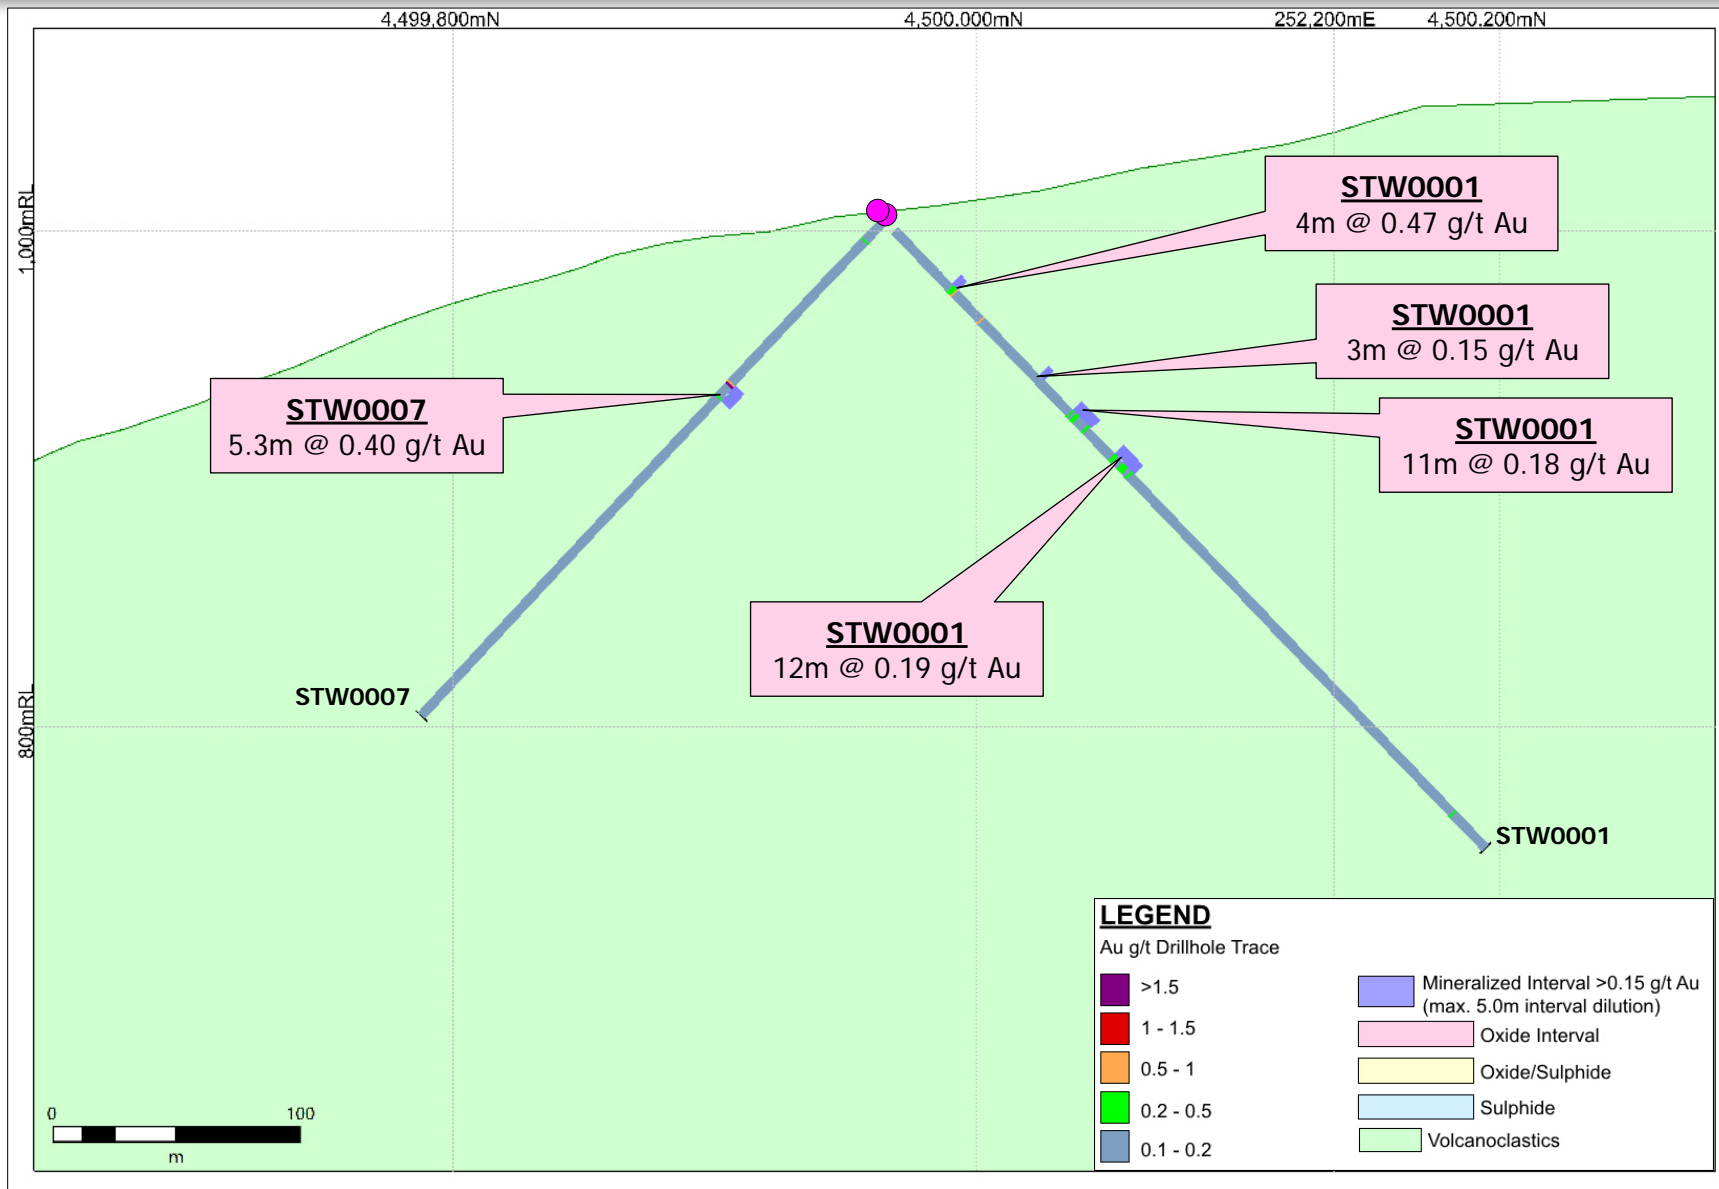 4,499,800mN
4,500.000mN
252,200mE
4,500.200mN
1,000mRL
800mRL
STW0001
4m @ 0.47 g/t Au
STW0001
3m @ 0.15 g/t Au
STW0007
5.3m @ 0.40 g/t Au
STW0001
11m @ 0.18 g/t Au
STW0001
12m @ 0.19 g/t Au
STW0007
STW0001
LEGEND
Au g/t Drillhole Trace
>1.5
1 - 1.5
0.5 - 1
0.2 - 0.5
0.1 - 0.2
Mineralized Interval >0.15 g/t Au
(max. 5.0m interval dilution)
Oxide Interval
Oxide/Sulphide
Sulphide
Volcanoclastics
0
100
m